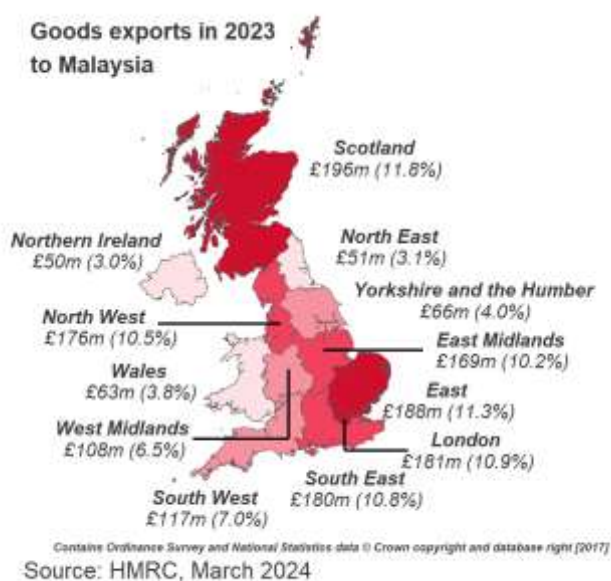 Goods exports in 2023
to Malaysia
Scotland
£196m (11.8%)
Northern Ireland
£50m (3.0%)
North East
£51m (3.1%)
Yorkshire and the Humber
£66m (4.0%)
North West
£176m (10.5%)
East Midlands
£169m (10.2%)
Wales
£63m (3.8%)
East
£188m (11.3%)
West Midlands
£108m (6.5%)
London
£181m (10.9%)
South East
£180m (10.8%)
South West
£117m (7.0%)
Contains Ordinance Survey and National Statistics data © Crown copyright and database right [2017]
Source: HMRC, March 2024